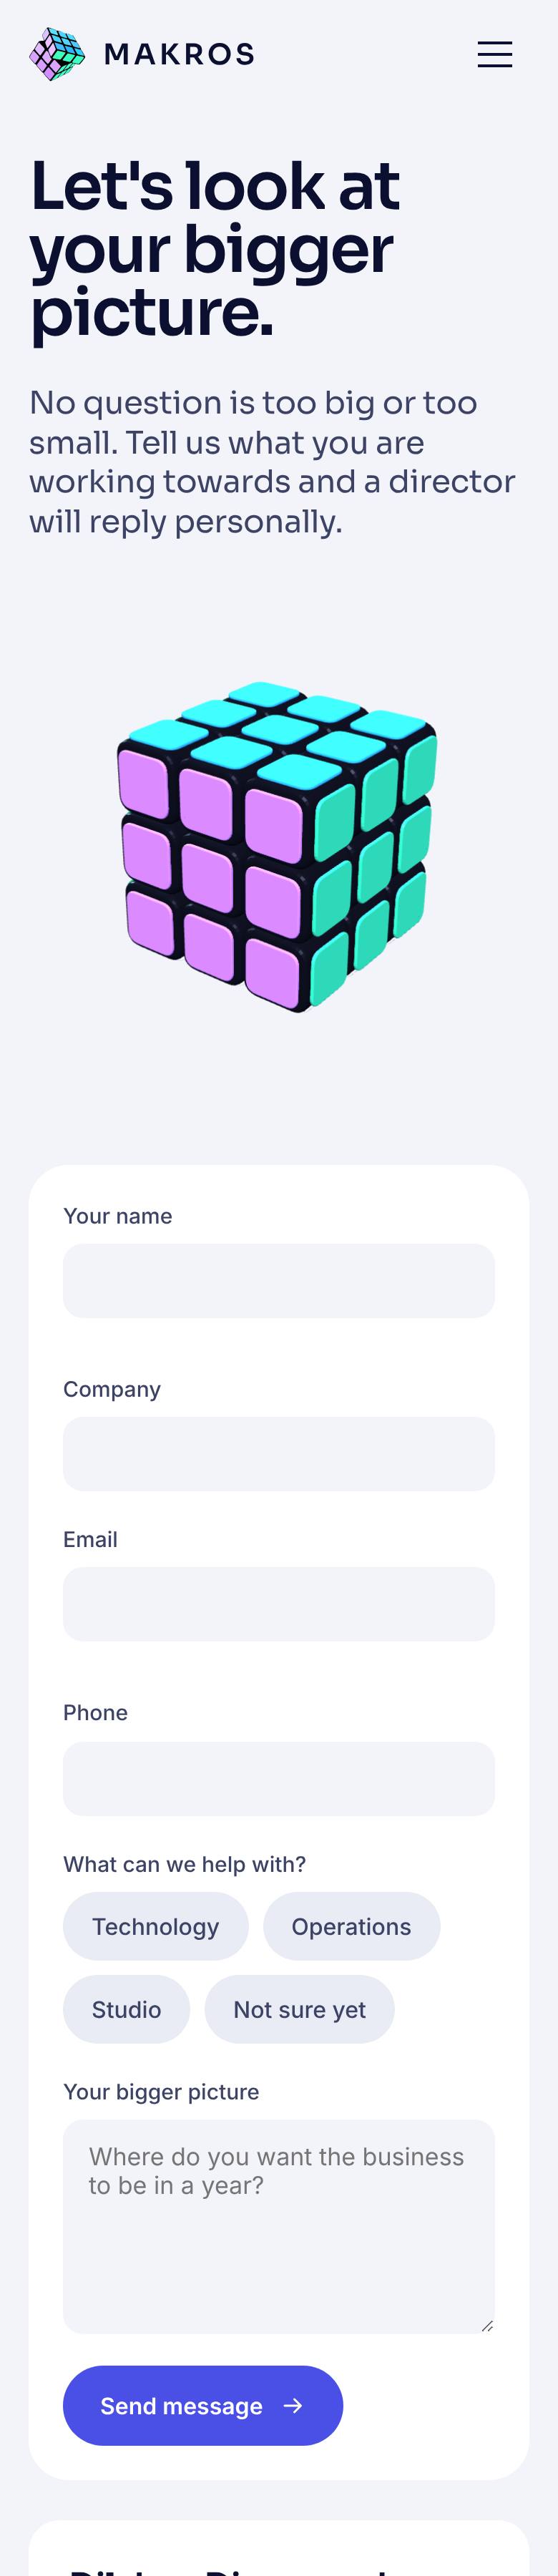 MAKROS
Let's look at
your bigger
picture.
No question is too big or too
small. Tell us what you are
working towards and a director
will reply personally.
Your name
Company
Email
Phone
What can we help with?
Technology
Operations
Studio
Not sure yet
Your bigger picture
Where do you want the business
to be in a year?
Send message